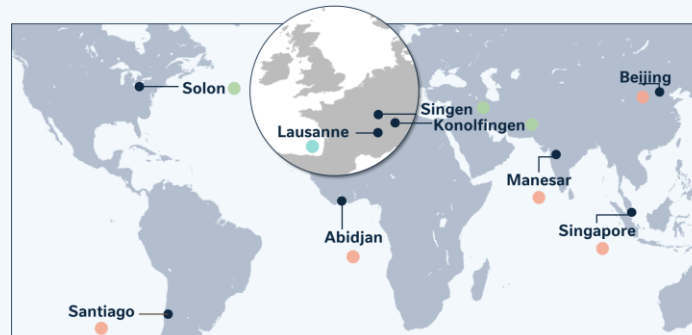 Beijing
Solon
Singen
Konolfingen
Lausanne
Manesar
Abidjan
Singapore
Santiago